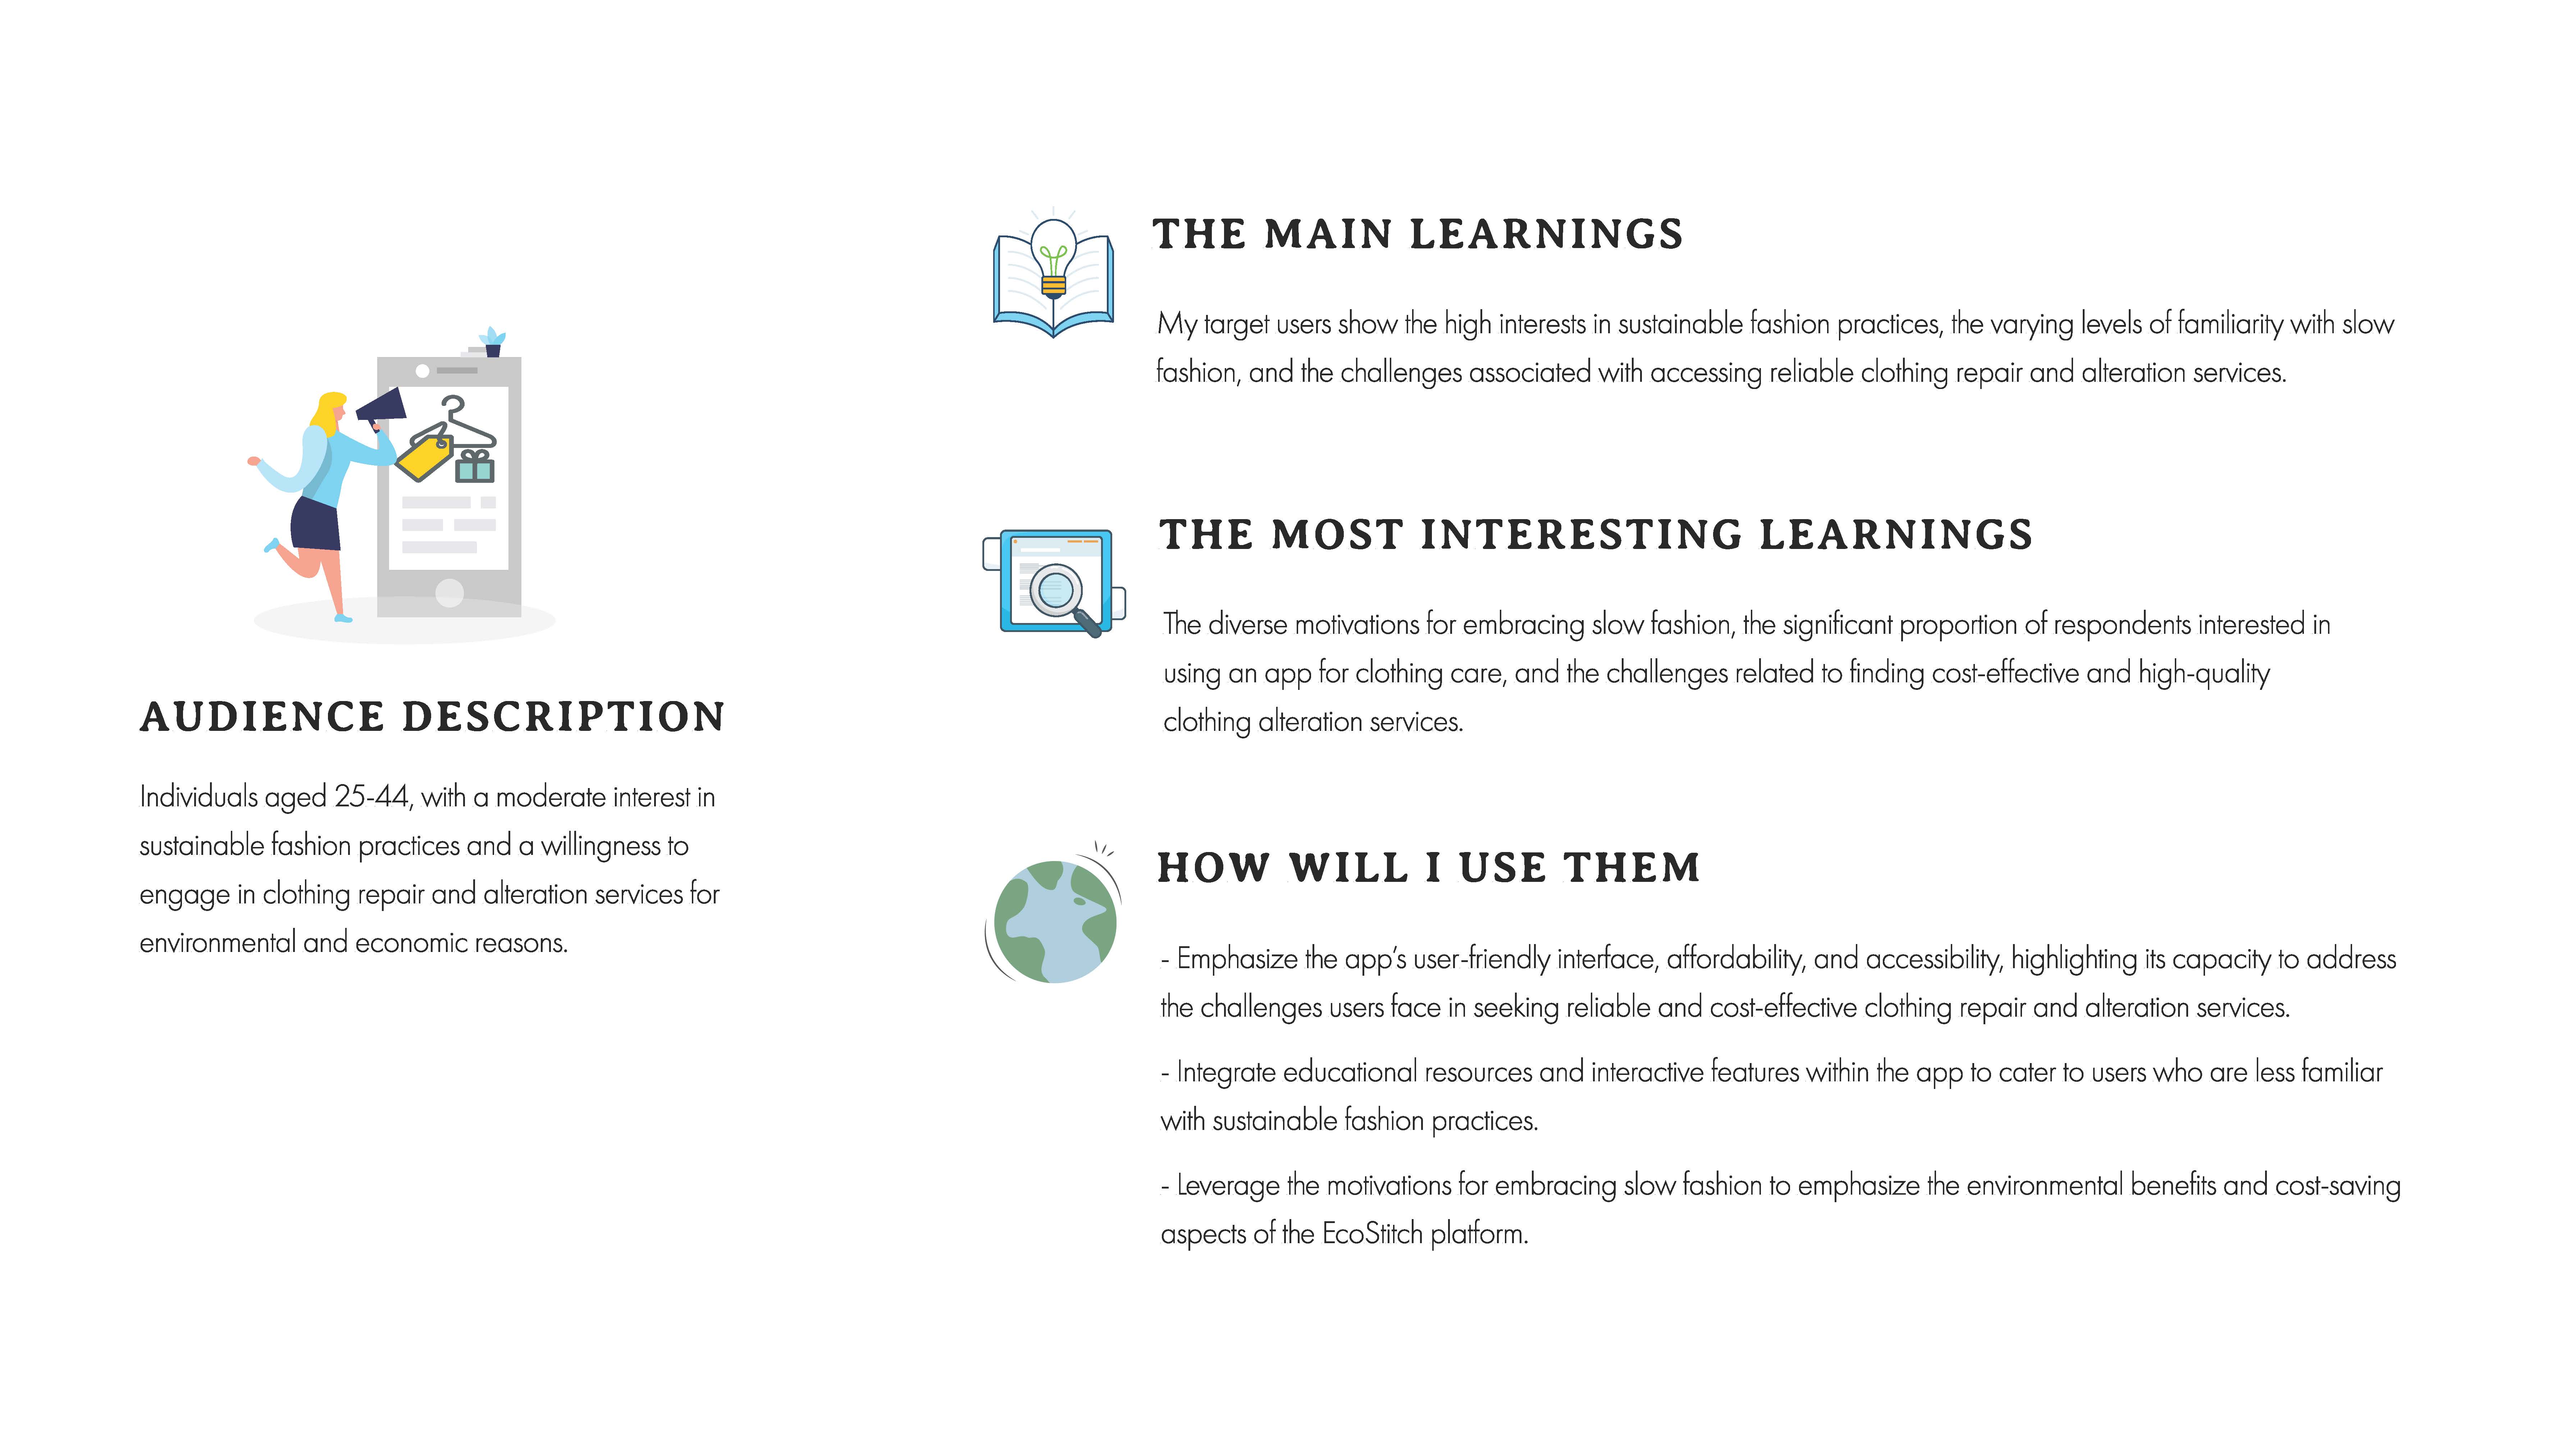 AUDIENCE DESCRIPTION
Individuals aged 25-44, with a moderate interest in
sustainable fashion practices and a willingness to
engage in clothing repair and alteration services for
environmental and economic reasons.
THE MAIN LEARNINGS
My target users show the high interests in sustainable fashion practices, the varying levels of familiarity with slow
fashion, and the challenges associated with accessing reliable clothing repair and alteration services.
THE MOST INTERESTING LEARNINGS
The diverse motivations for embracing slow fashion, the significant proportion of respondents interested in
using an app for clothing care, and the challenges related to finding cost-effective and high-quality
clothing alteration services.
HOW WILL I USE THEM
- Emphasize the app’s user-friendly interface, affordability, and accessibility, highlighting its capacity to address
the challenges users face in seeking reliable and cost-effective clothing repair and alteration services.
- Integrate educational resources and interactive features within the app to cater to users who are less familiar
with sustainable fashion practices.
- Leverage the motivations for embracing slow fashion to emphasize the environmental benefits and cost-saving
aspects of the EcoStitch platform.